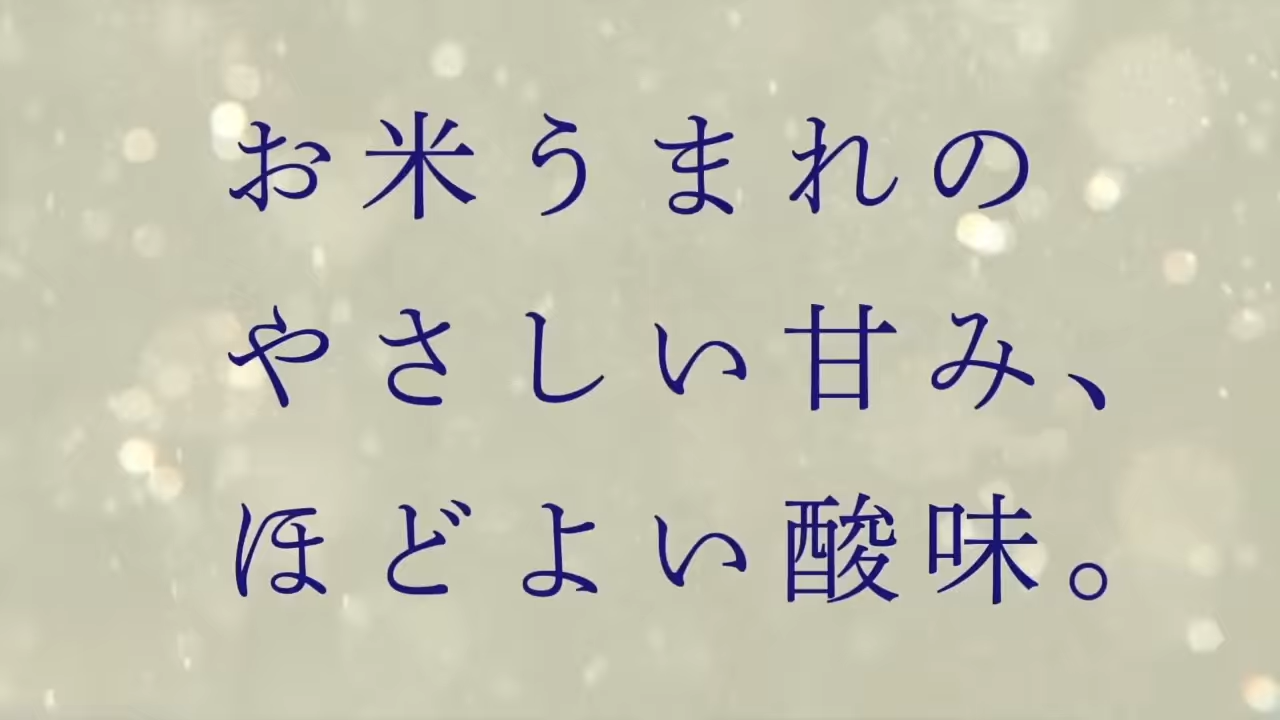 お米うまれの
やさしい甘み、
ほどよい酸味。